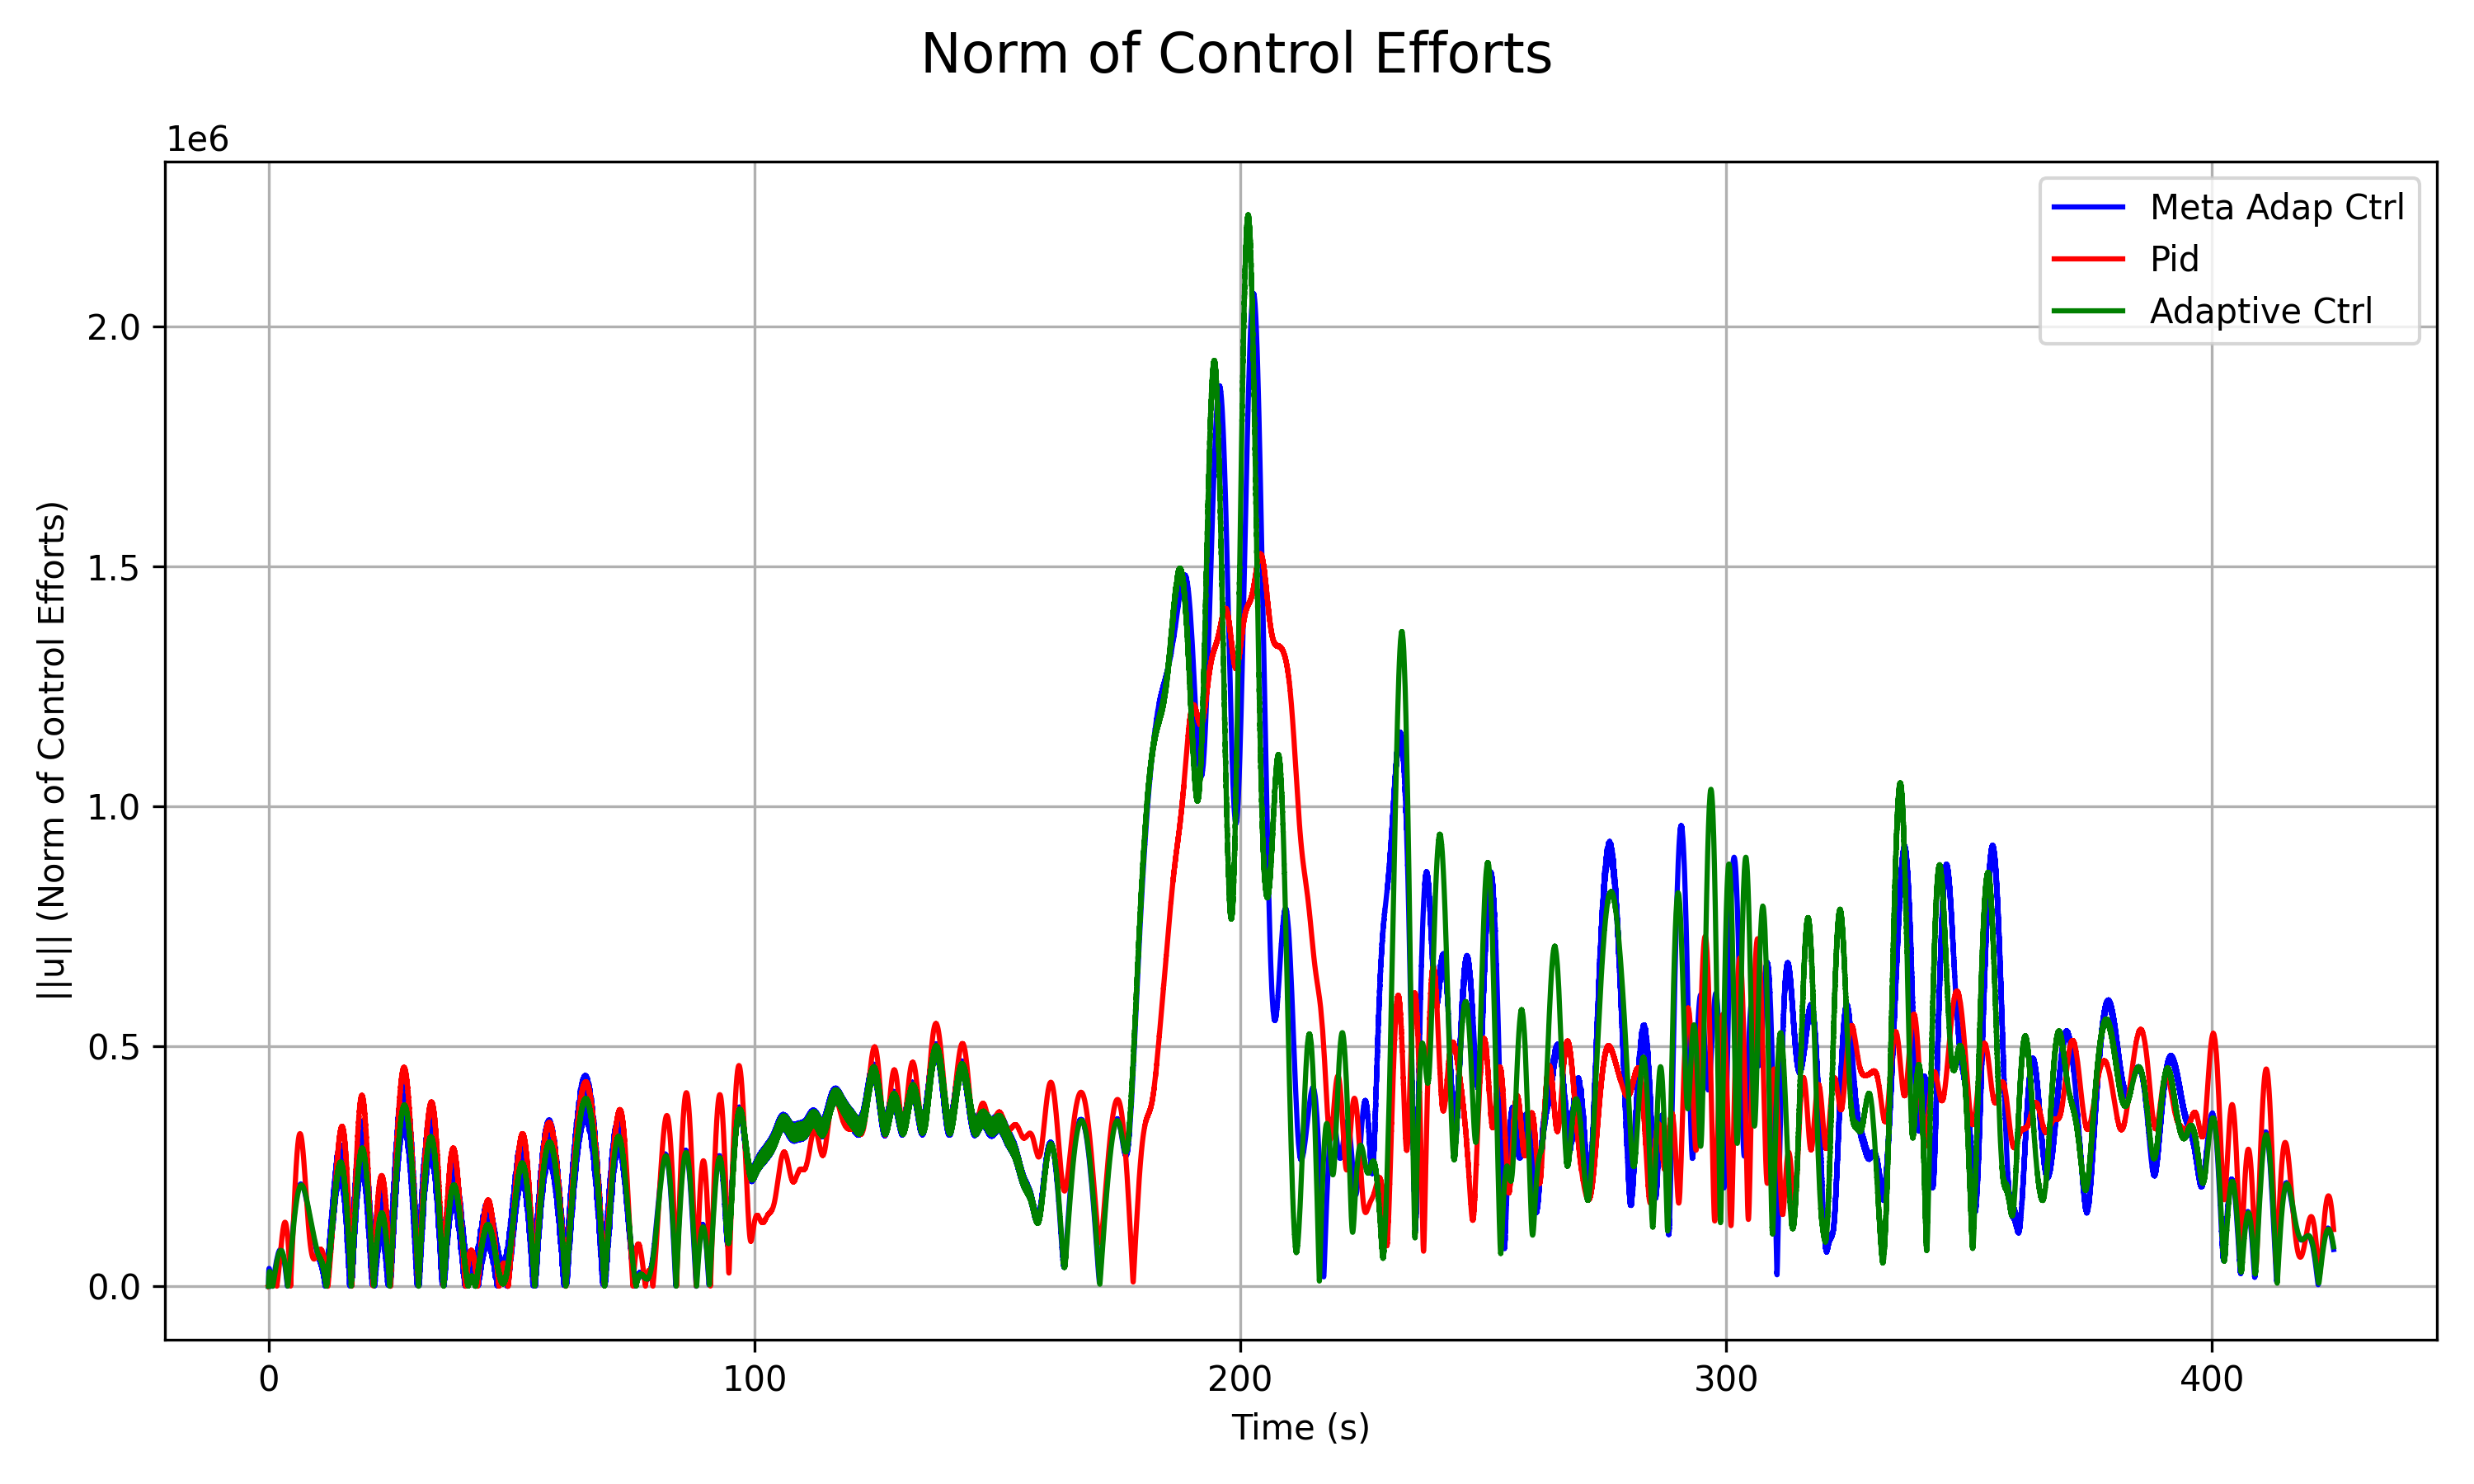 Norm of Control Efforts
1e6
Meta Adap Ctrl
Pid
Adaptive Ctrl
||u|| (Norm of Control Efforts)
2.0
1.5
1.0
0.5
0.0
0 100 200 300 400
Time (s)